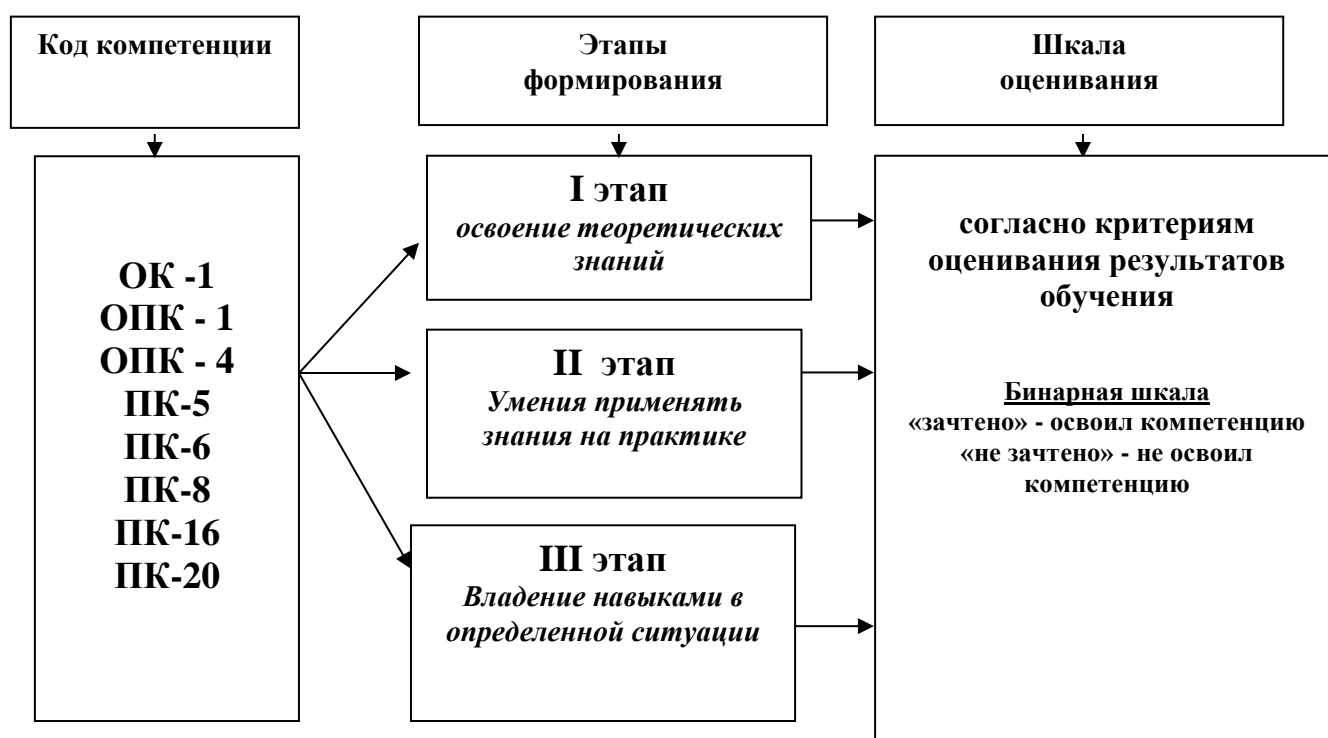 Код компетенции
Этапы
формирования
Шкала
оценивания
ОК -1
ОПК - 1
ОПК - 4
ПК-5
ПК-6
ПК-8
ПК-16
ПК-20
I этап
освоение теоретических
знаний
II этап
Умения применять
знания на практике
III этап
Владение навыками в
определенной ситуации
согласно критериям
оценивания результатов
обучения
Бинарная шкала
«зачтено» - освоил компетенцию
«не зачтено» - не освоил
компетенцию